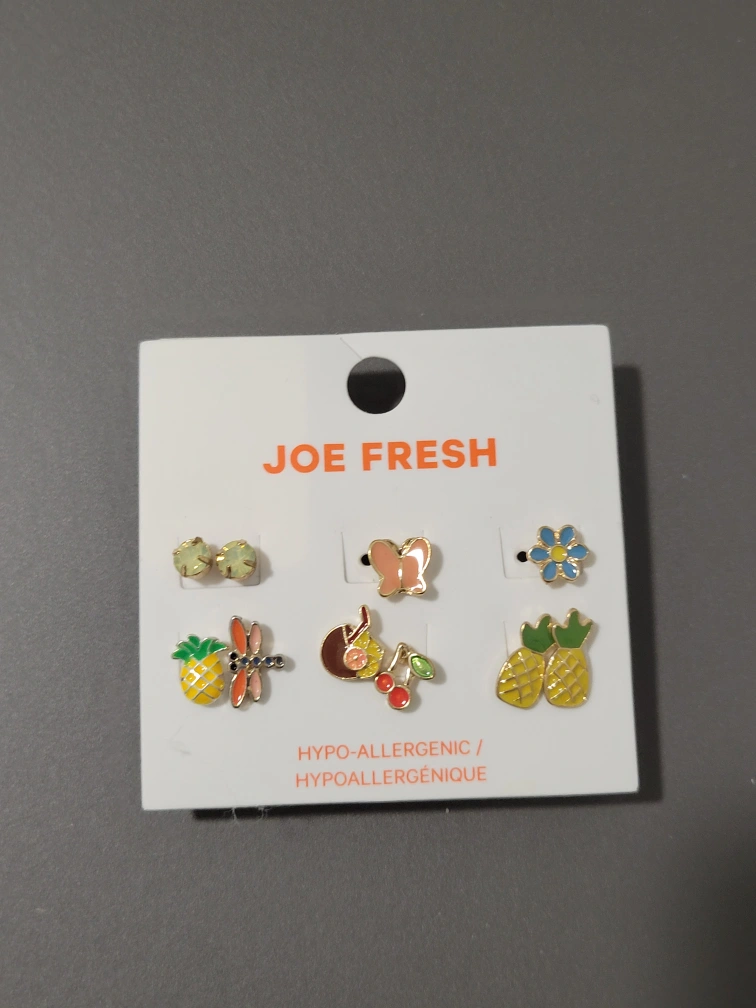 JOE FRESH
HYPO-ALLERGENIC /
HYPOALLERGÉNIQUE